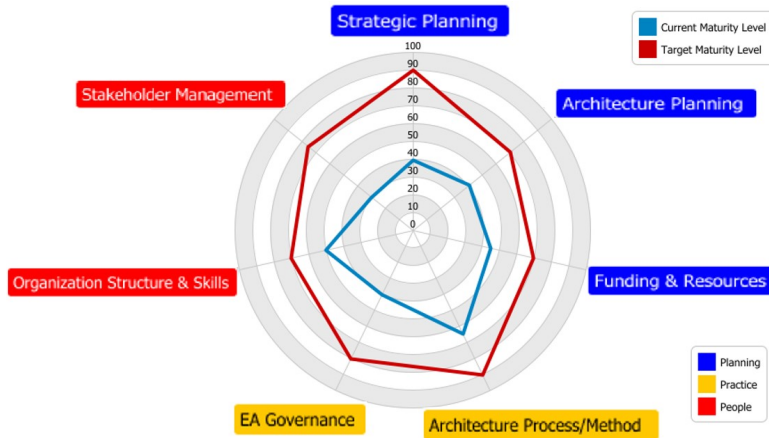 Strategic Planning
Current Maturity Level
Target Maturity Level
100
90
80
70
60
50
40
30
20
10
0
Stakeholder Management
Architecture Planning
Organization Structure & Skills
Funding & Resources
EA Governance
Architecture Process/Method
Planning
Practice
People